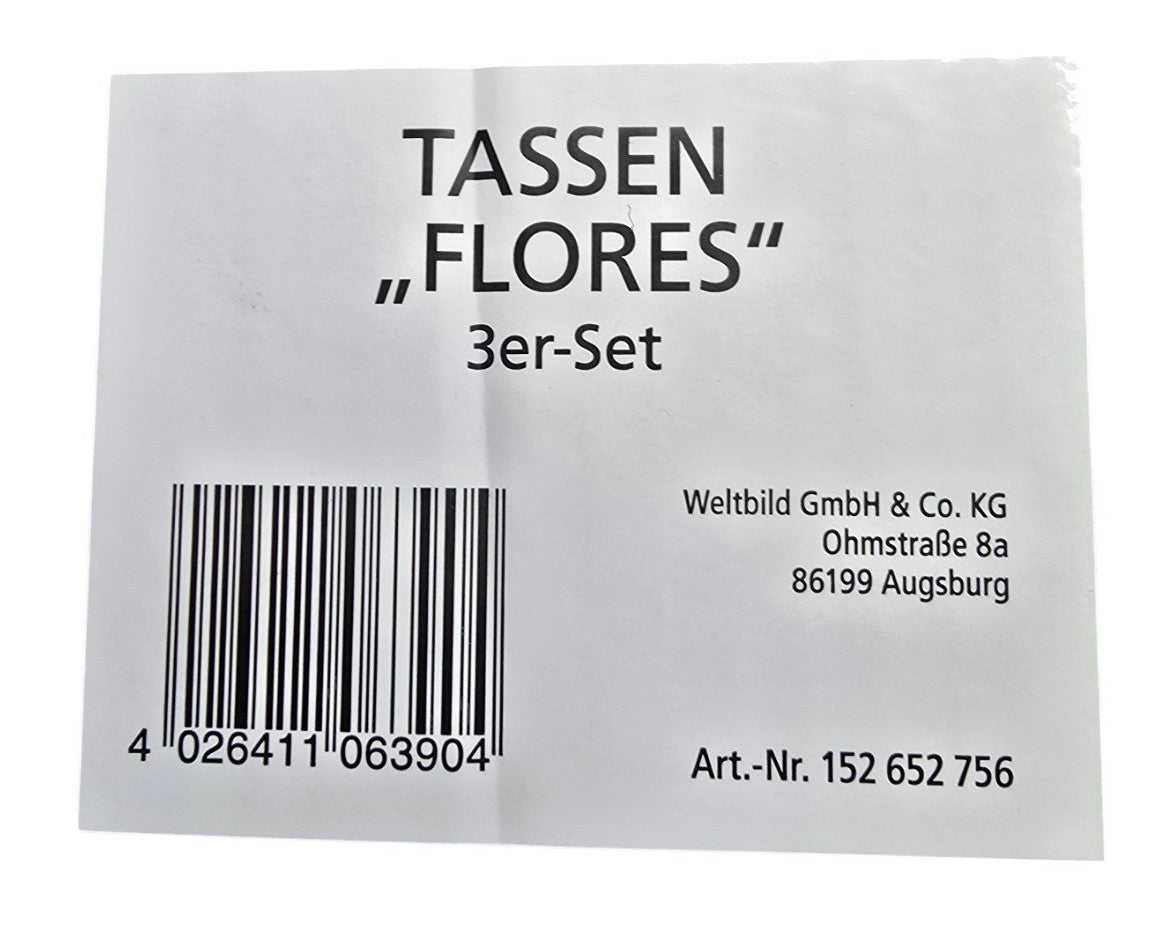 TASSEN
„FLORES“
3er-Set
Weltbild GmbH & Co. KG
Ohmstraße 8a
86199 Augsburg
4 026411 063904
Art.-Nr. 152 652 756